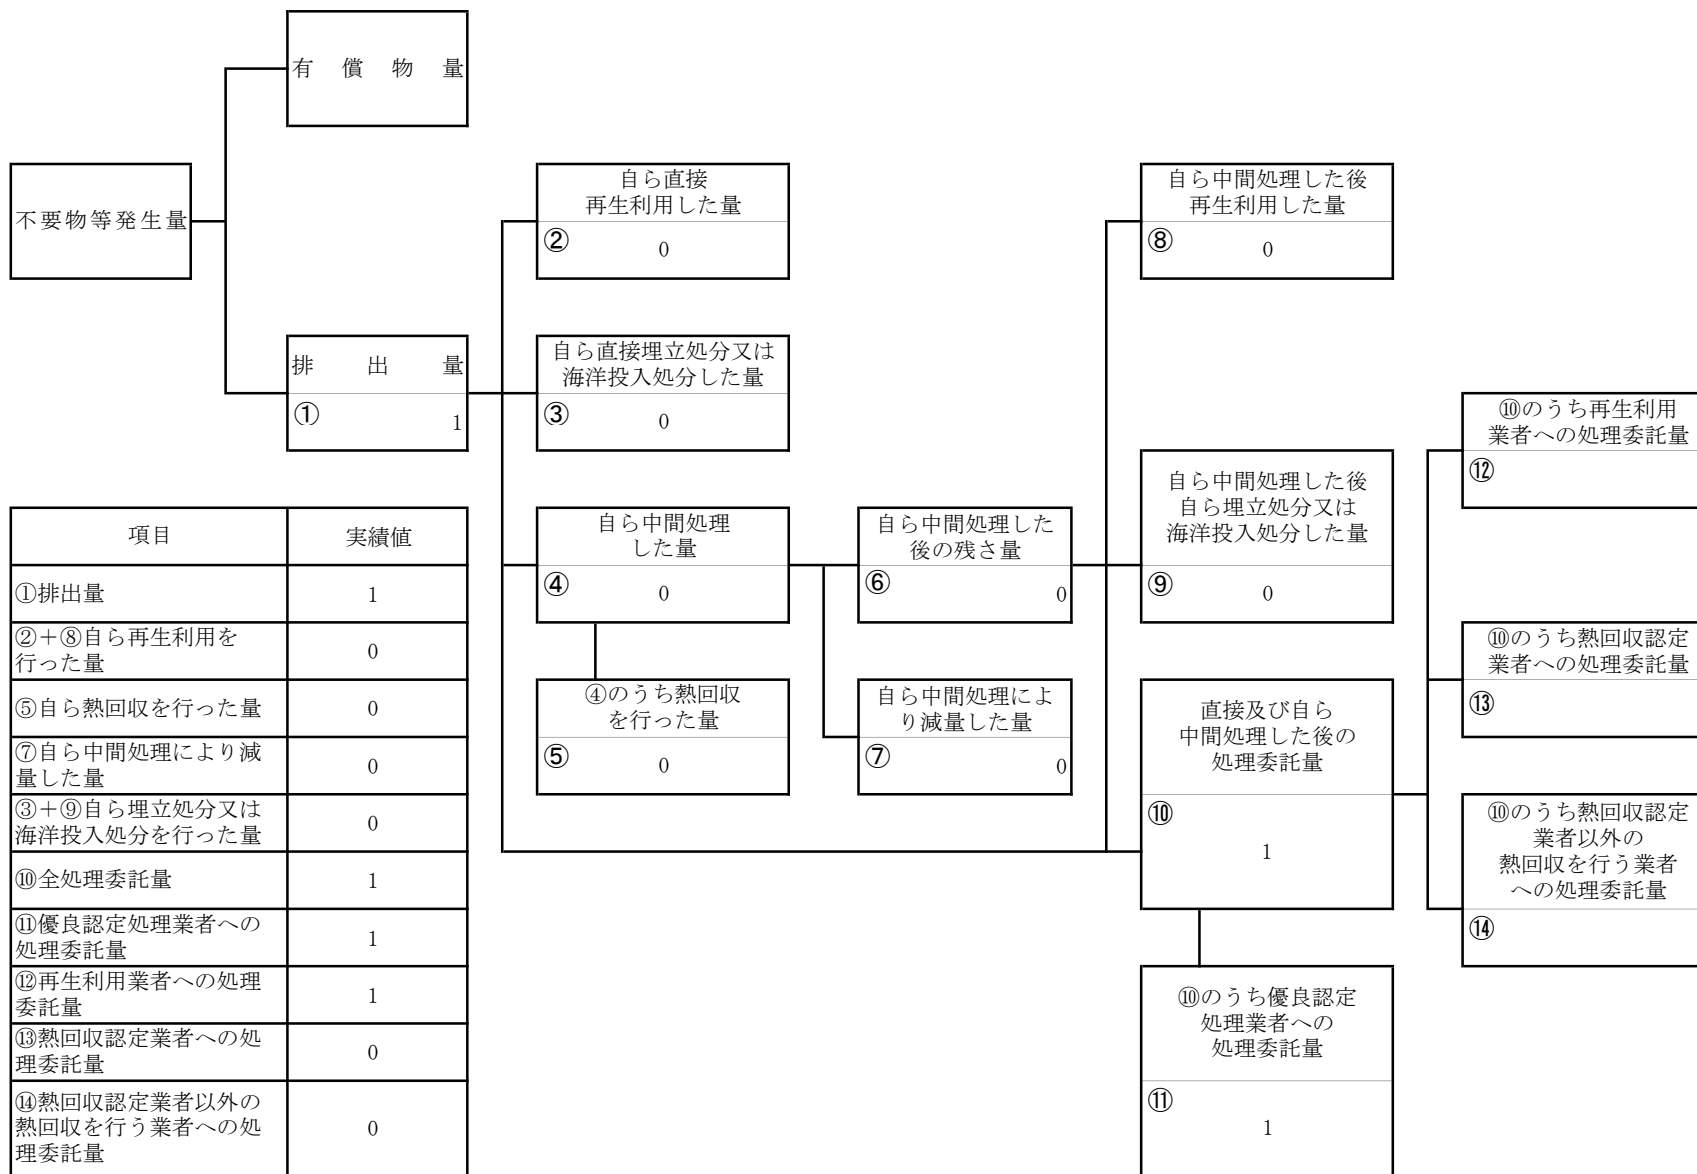 有償物量
不要物等発生量
自ら直接
再生利用した量
②
0
自ら中間処理した後
再生利用した量
⑧
0
排出量
①
1
自ら直接埋立処分又は
海洋投入処分した量
③
0
⑩のうち再生利用
業者への処理委託量
⑫
自ら中間処理
した量
④
0
自ら中間処理した
後の残さ量
⑥
0
自ら中間処理した後
自ら埋立処分又は
海洋投入処分した量
⑨
0
④のうち熱回収
を行った量
⑤
0
自ら中間処理によ
り減量した量
⑦
0
直接及び自ら
中間処理した後の
処理委託量
⑩
1
⑩のうち熱回収認定
業者への処理委託量
⑬
⑩のうち熱回収認定
業者以外の
熱回収を行う業者
への処理委託量
⑭
⑩のうち優良認定
処理業者への
処理委託量
⑪
1
項目 実績値
①排出量 1
②+⑧自ら再生利用を
行った量 0
⑤自ら熱回収を行った量 0
⑦自ら中間処理により減
量した量 0
③+⑨自ら埋立処分又は
海洋投入処分を行った量 0
⑩全処理委託量 1
⑪優良認定処理業者への
処理委託量 1
⑫再生利用業者への処理
委託量 1
⑬熱回収認定業者への処
理委託量 0
⑭熱回収認定業者以外の
熱回収を行う業者への処
理委託量 0